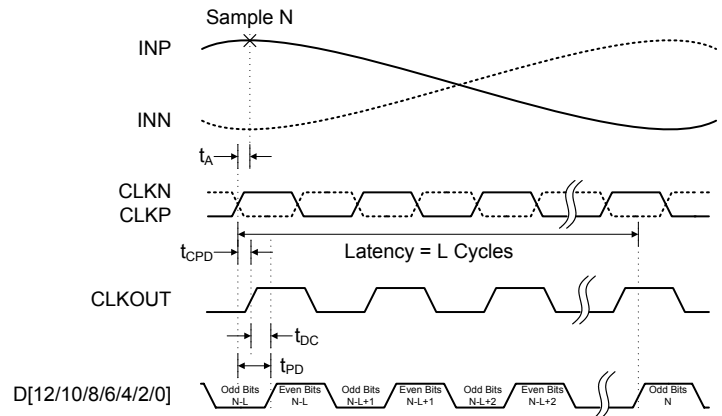 Sample N
INP
INN
tA
CLKN
CLKP
tCPD
Latency = L Cycles
CLKOUT
tDC
tPD
D[12/10/8/6/4/2/0]
Odd Bits
N-L
Even Bits
N-L
Odd Bits
N-L+1
Even Bits
N-L+1
Odd Bits
N-L+2
Even Bits
N-L+2
Odd Bits
N